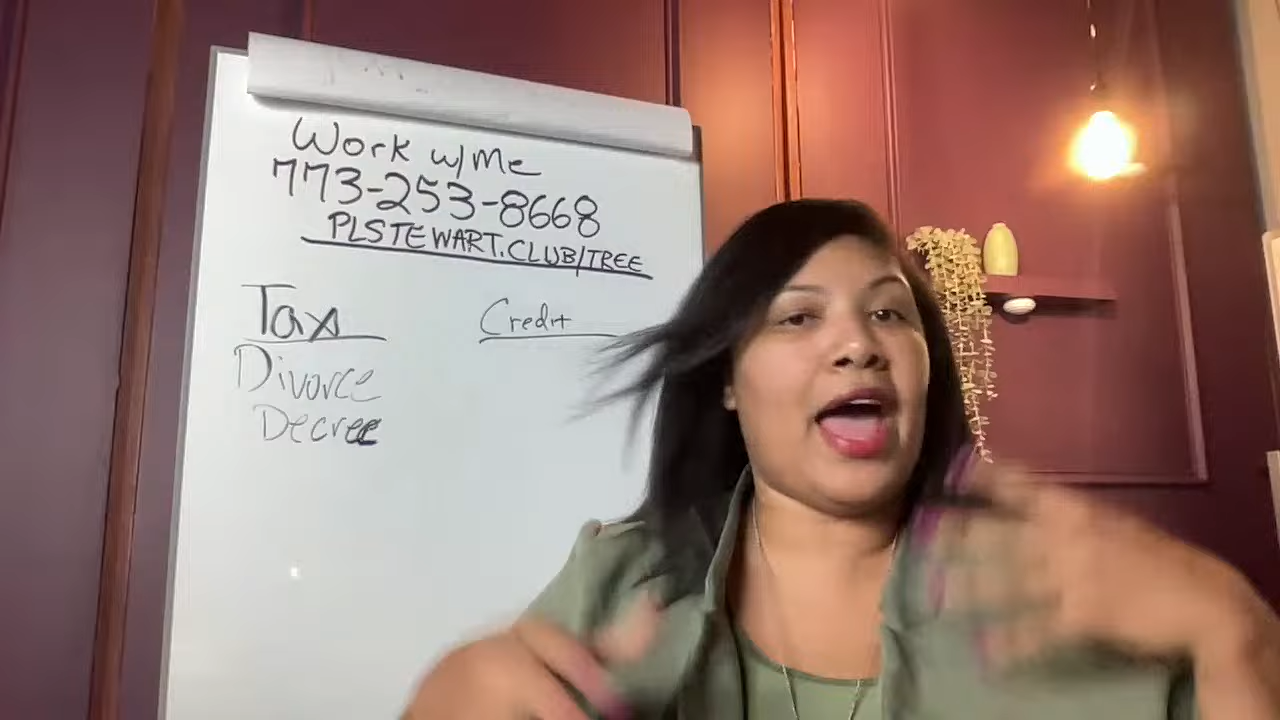 Work w/Me
773-253-8668
PLSTEWART.CLUB/TREE
Tax
Credit
Divorce
Decree